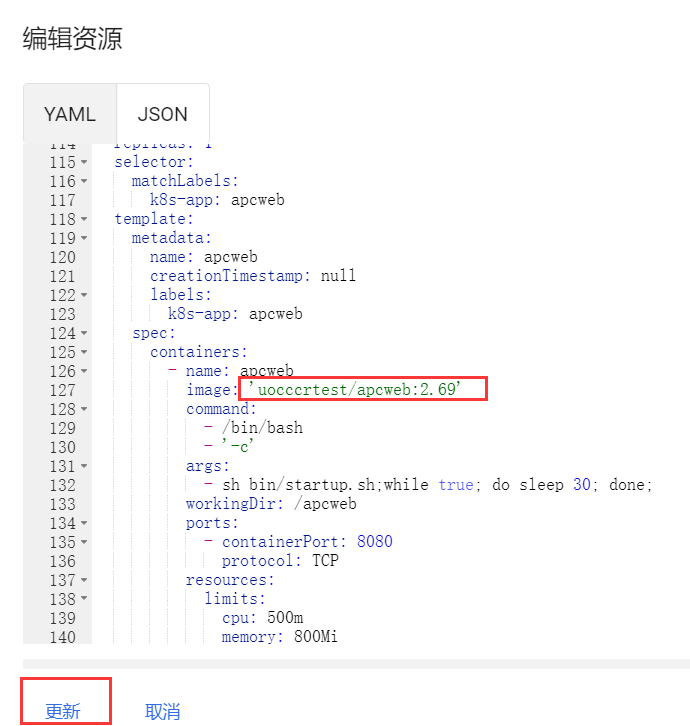 编辑资源
YAML JSON
114 replicas: 1
115 selector:
116 matchLabels:
117 k8s-app: apcweb
118 template:
119 metadata:
120 name: apcweb
121 creationTimestamp: null
122 labels:
123 k8s-app: apcweb
124 spec:
125 containers:
126 - name: apcweb
127 image: 'uocccrtest/apcweb:2.69'
128 command:
129 - /bin/bash
130 - '-c'
131 args:
132 - sh bin/startup.sh;while true; do sleep 30; done;
133 workingDir: /apcweb
134 ports:
135 - containerPort: 8080
136 protocol: TCP
137 resources:
138 limits:
139 cpu: 500m
140 memory: 800Mi
更新 取消